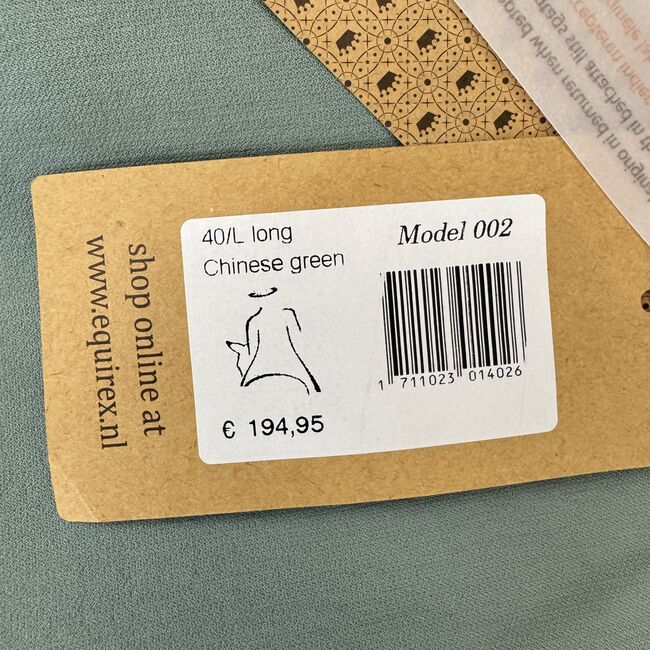 shop online at
www.equirex.nl
40/L long
Model 002
Chinese green
1 711023 014026
€ 194,95